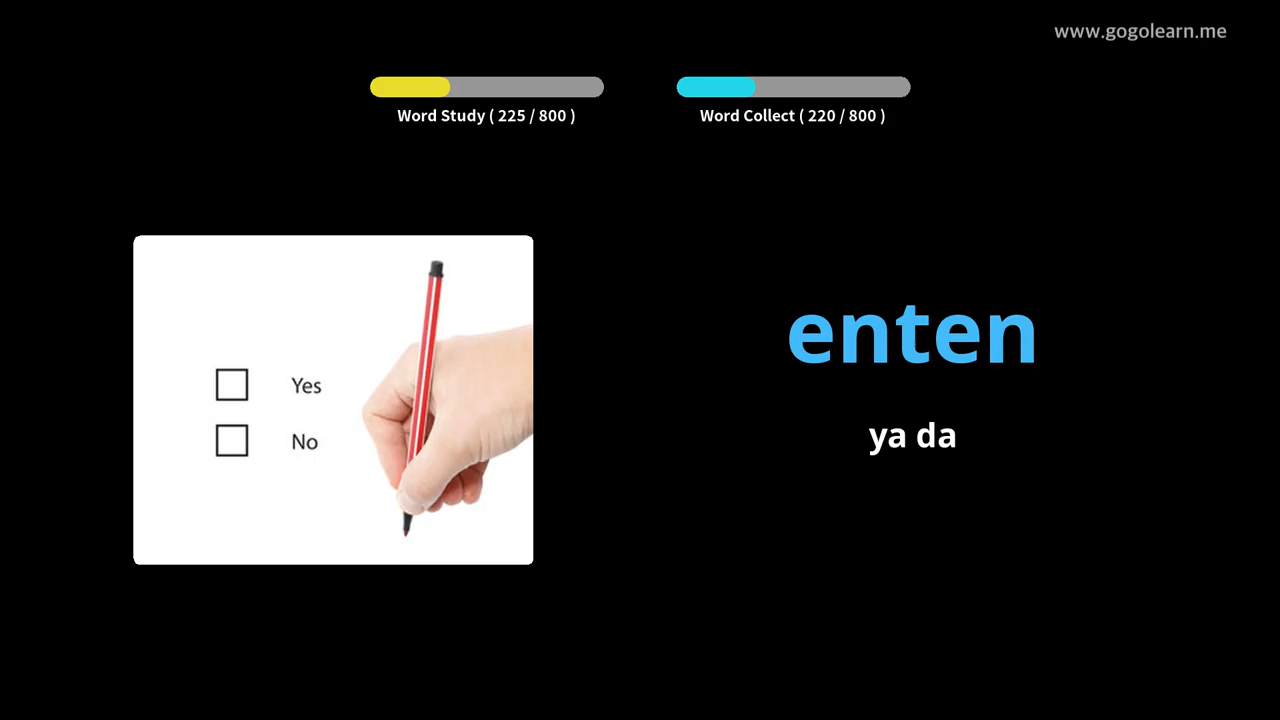 www.gogolearn.me
Word Study ( 225 / 800 )
Word Collect ( 220 / 800 )
Yes
No
enten
ya da